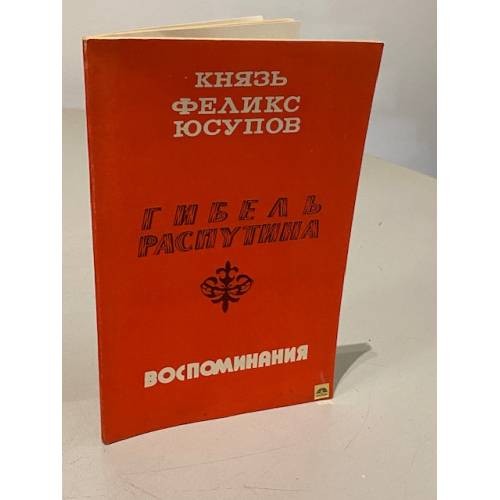 КНЯЗЬ
ФЕЛИКС
ЮСУПОВ
ГИБЕЛЬ
РАСПУТИНА
ВОСПОМИНАНИЯ